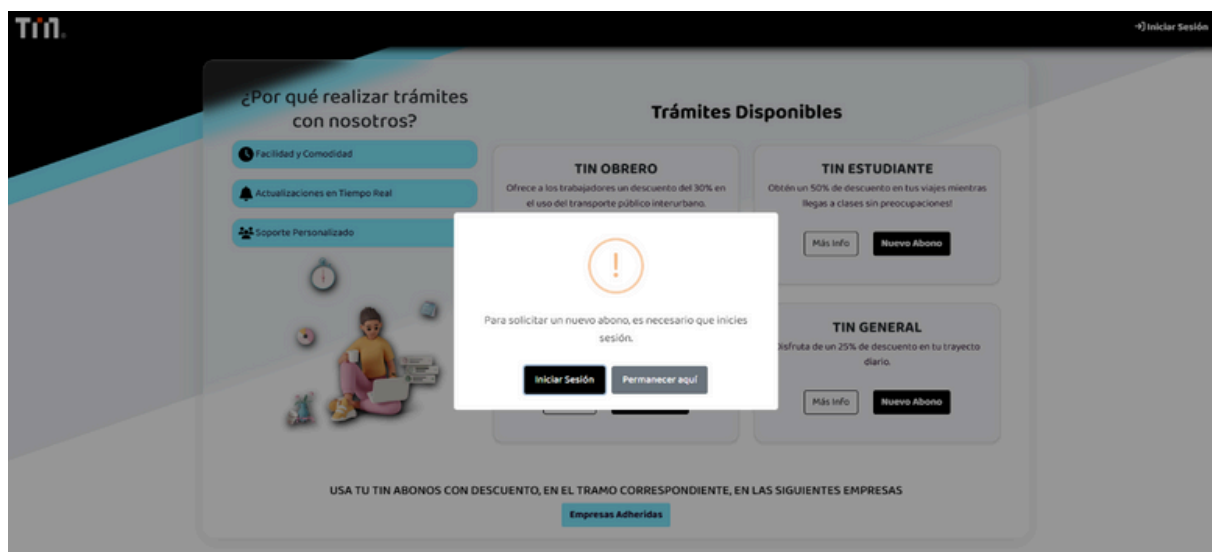 TIN.
Iniciar Sesión
¿Por qué realizar trámites
con nosotros?
Facilidad y Comodidad
Actualizaciones en Tiempo Real
Soporte Personalizado
Trámites Disponibles
TIN OBRERO
Ofrece a los trabajadores un descuento del 30% en
el uso del transporte público interurbano.
TIN ESTUDIANTE
Obtén un 50% de descuento en tus viajes mientras
llegas a clases sin preocupaciones!
Más Info
Nuevo Abono
Para solicitar un nuevo abono, es necesario que inicies
sesión.
Iniciar Sesión
Permanecer aquí
TIN GENERAL
Disfruta de un 25% de descuento en tu trayecto
diario.
Más Info
Nuevo Abono
USA TU TIN ABONOS CON DESCUENTO, EN EL TRAMO CORRESPONDIENTE, EN LAS SIGUIENTES EMPRESAS
Empresas Adheridas